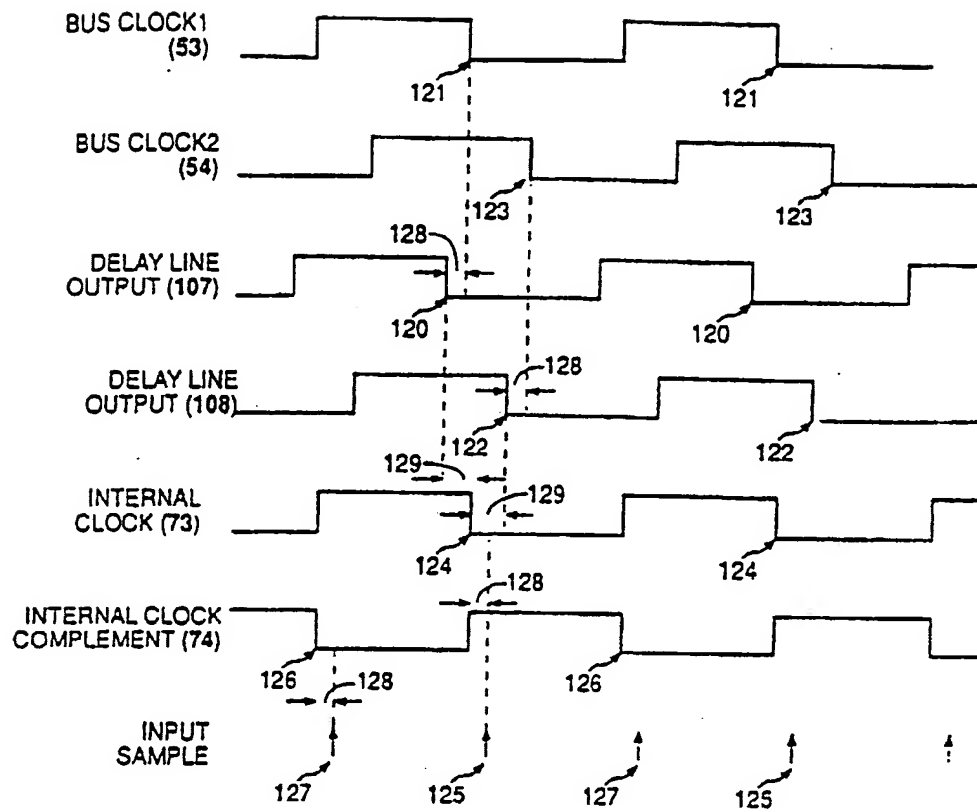 BUS CLOCK1
(53)
121
121
BUS CLOCK2
(54)
123
123
128
DELAY LINE
OUTPUT (107)
120
120
128
DELAY LINE
OUTPUT (108)
122
122
129
129
INTERNAL
CLOCK (73)
124
124
128
INTERNAL CLOCK
COMPLEMENT (74)
126
126
128
INPUT
SAMPLE
127
125
127
125